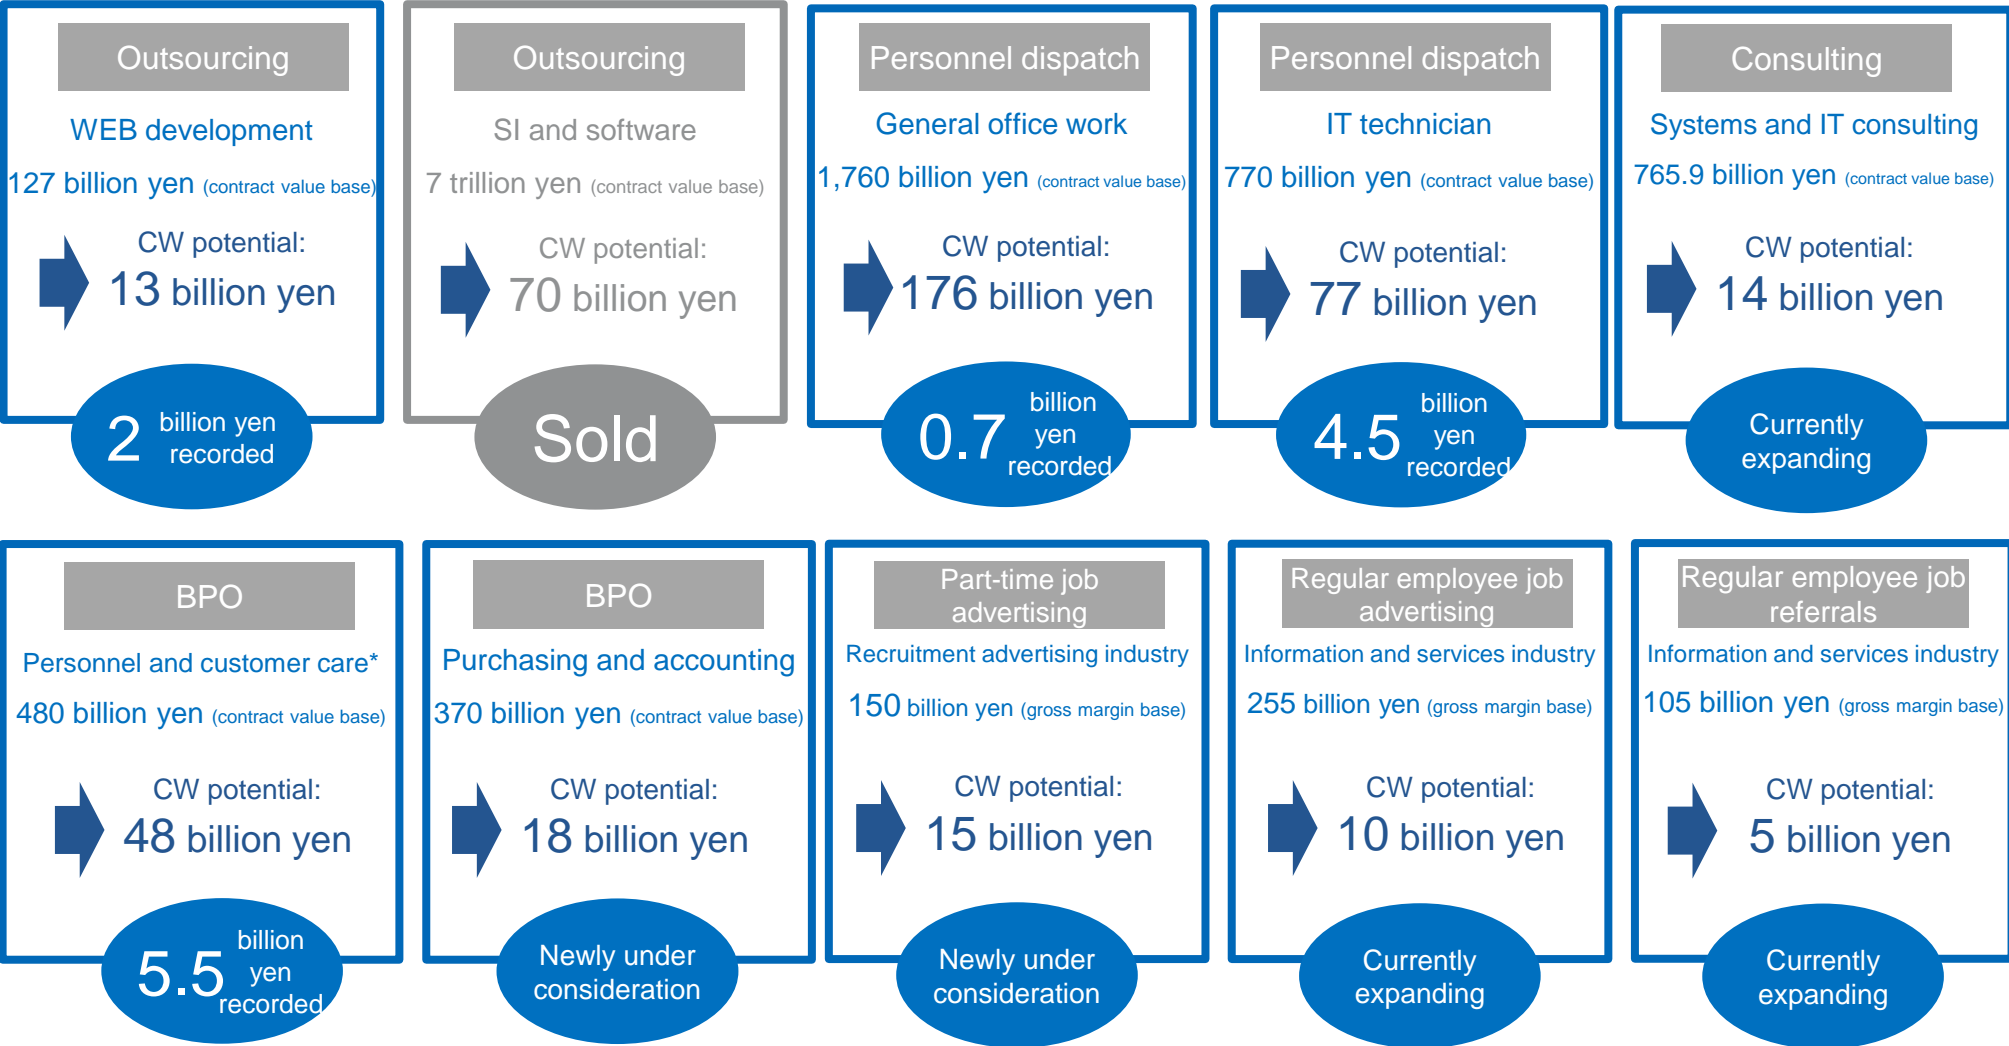 Outsourcing
WEB development
127 billion yen (contract value base)
CW potential:
13 billion yen
2 billion yen
recorded
Outsourcing
SI and software
7 trillion yen (contract value base)
CW potential:
70 billion yen
Sold
Personnel dispatch
General office work
1,760 billion yen (contract value base)
CW potential:
176 billion yen
0.7 billion
yen
recorded
Personnel dispatch
IT technician
770 billion yen (contract value base)
CW potential:
77 billion yen
4.5 billion
yen
recorded
Consulting
Systems and IT consulting
765.9 billion yen (contract value base)
CW potential:
14 billion yen
Currently
expanding
BPO
Personnel and customer care*
480 billion yen (contract value base)
CW potential:
48 billion yen
5.5 billion
yen
recorded
BPO
Purchasing and accounting
370 billion yen (contract value base)
CW potential:
18 billion yen
Newly under
consideration
Part-time job
advertising
Recruitment advertising industry
150 billion yen (gross margin base)
CW potential:
15 billion yen
Newly under
consideration
Regular employee job
advertising
Information and services industry
255 billion yen (gross margin base)
CW potential:
10 billion yen
Currently
expanding
Regular employee job
referrals
Information and services industry
105 billion yen (gross margin base)
CW potential:
5 billion yen
Currently
expanding